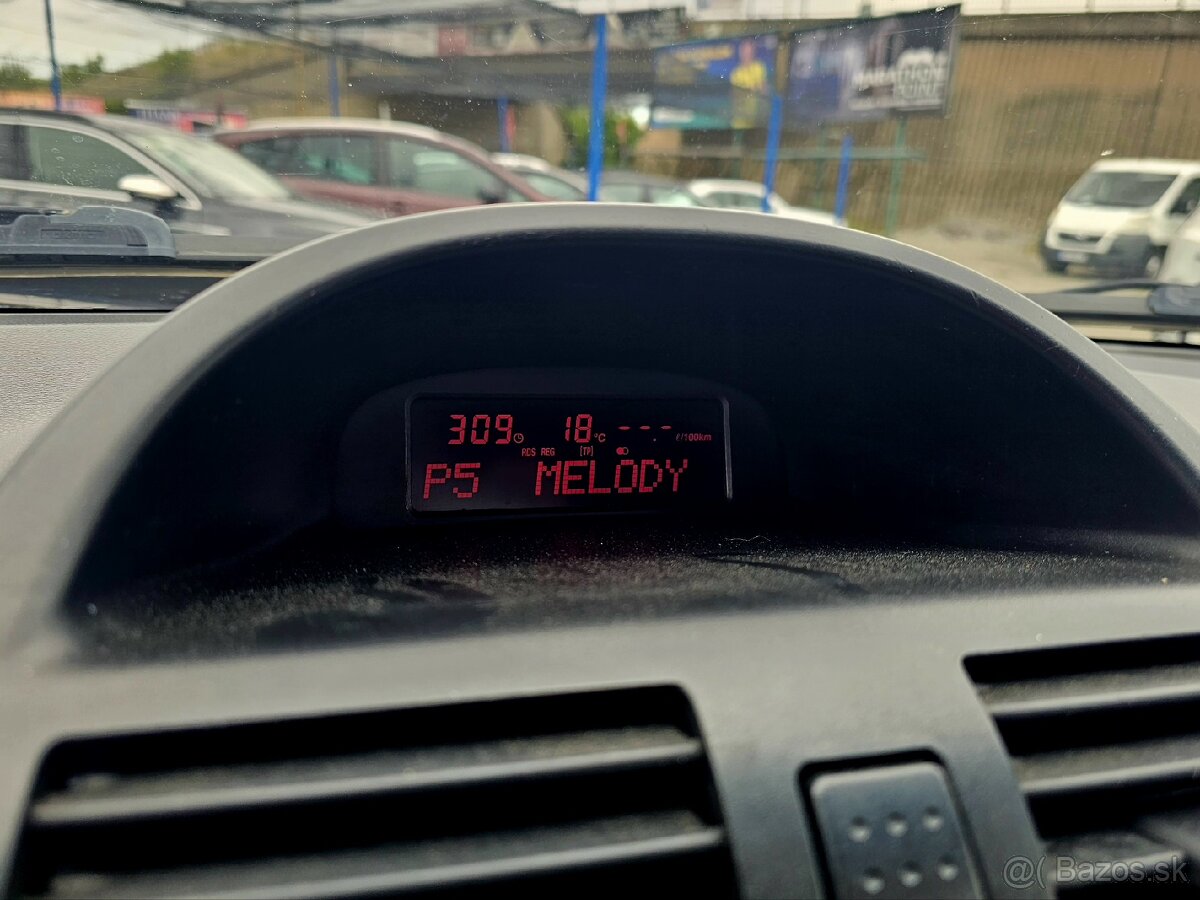 MARATHON
309 18 °C --.- ℓ/100km
RDS REG [TP]
P5 MELODY
@( Bazos.sk